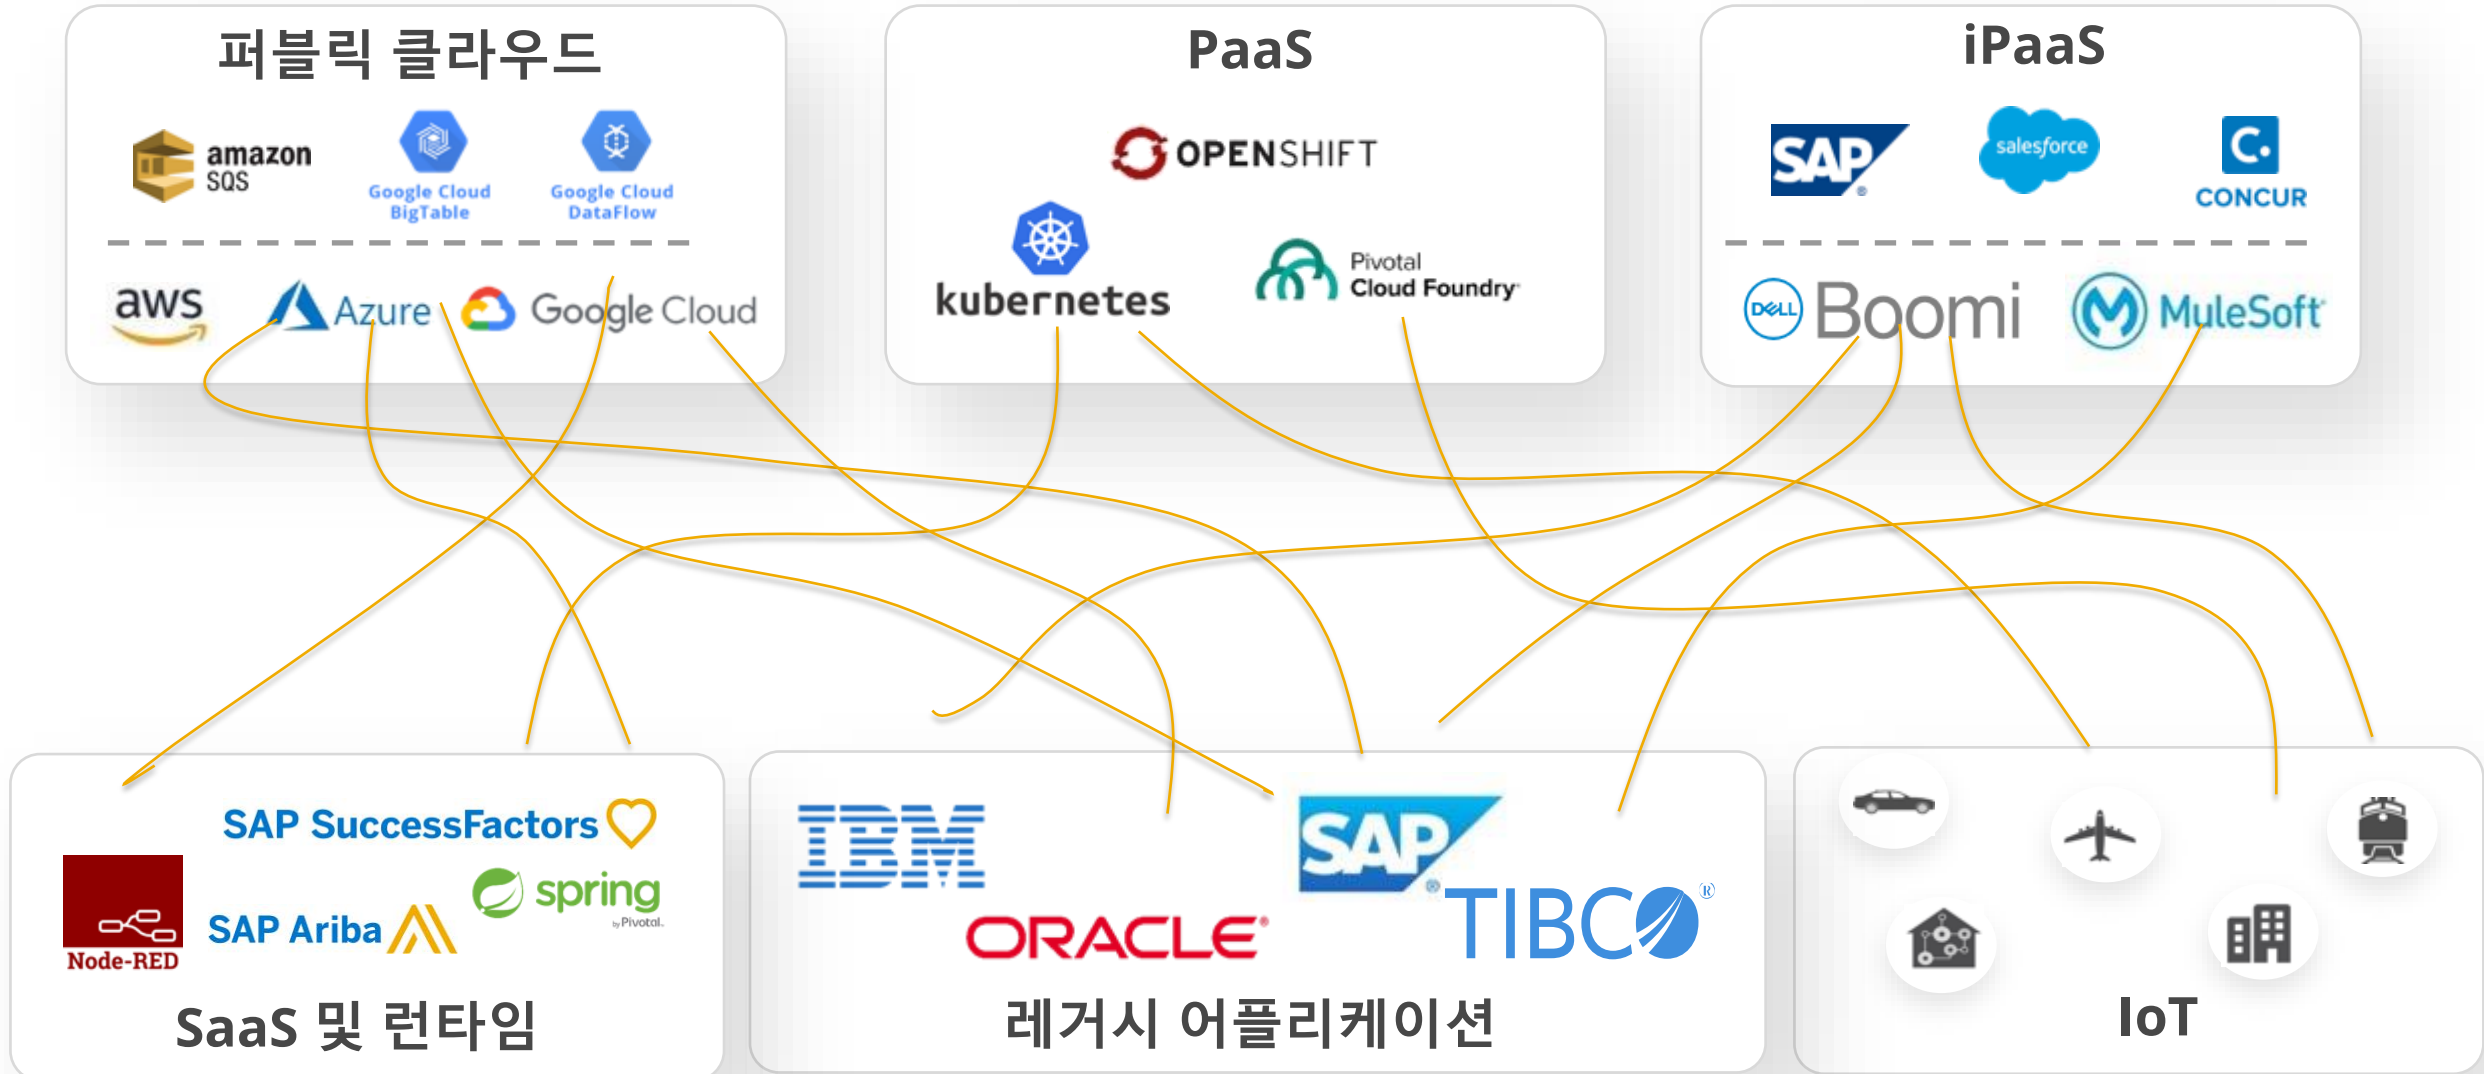 퍼블릭 클라우드
amazon
SQS
Google Cloud
BigTable
Google Cloud
DataFlow
aws
Azure
Google Cloud
PaaS
OPENSHIFT
kubernetes
Pivotal
Cloud Foundry
iPaaS
SAP
®
salesforce
C.
CONCUR
DELL
Boomi
MuleSoft
SAP SuccessFactors
Node-RED
SAP Ariba
spring
by Pivotal.
SaaS 및 런타임
IBM
SAP
®
ORACLE®
TIBCO®
레거시 어플리케이션
IoT